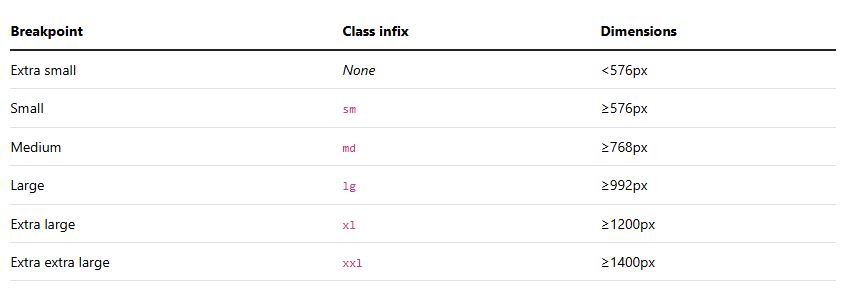 Breakpoint Class infix Dimensions
Extra small None <576px
Small sm ≥576px
Medium md ≥768px
Large lg ≥992px
Extra large xl ≥1200px
Extra extra large xxl ≥1400px